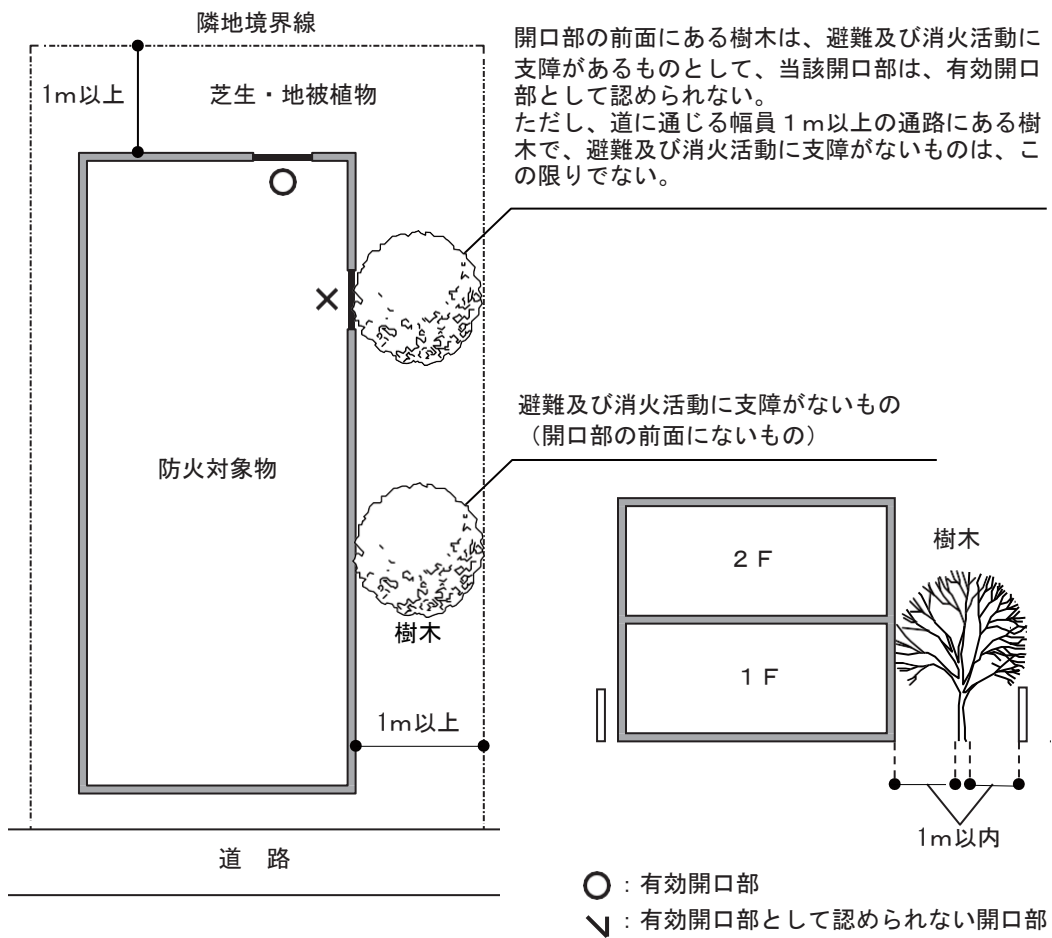 隣地境界線
1m以上
芝生・地被植物
開口部の前面にある樹木は、避難及び消火活動に
支障があるものとして、当該開口部は、有効開口
部として認められない。
ただし、道に通じる幅員1m以上の通路にある樹
木で、避難及び消火活動に支障がないものは、こ
の限りでない。
避難及び消火活動に支障がないもの
（開口部の前面にないもの）
防火対象物
樹木
1m以上
道　路
2F
1F
樹木
1m以内
：有効開口部
：有効開口部として認められない開口部